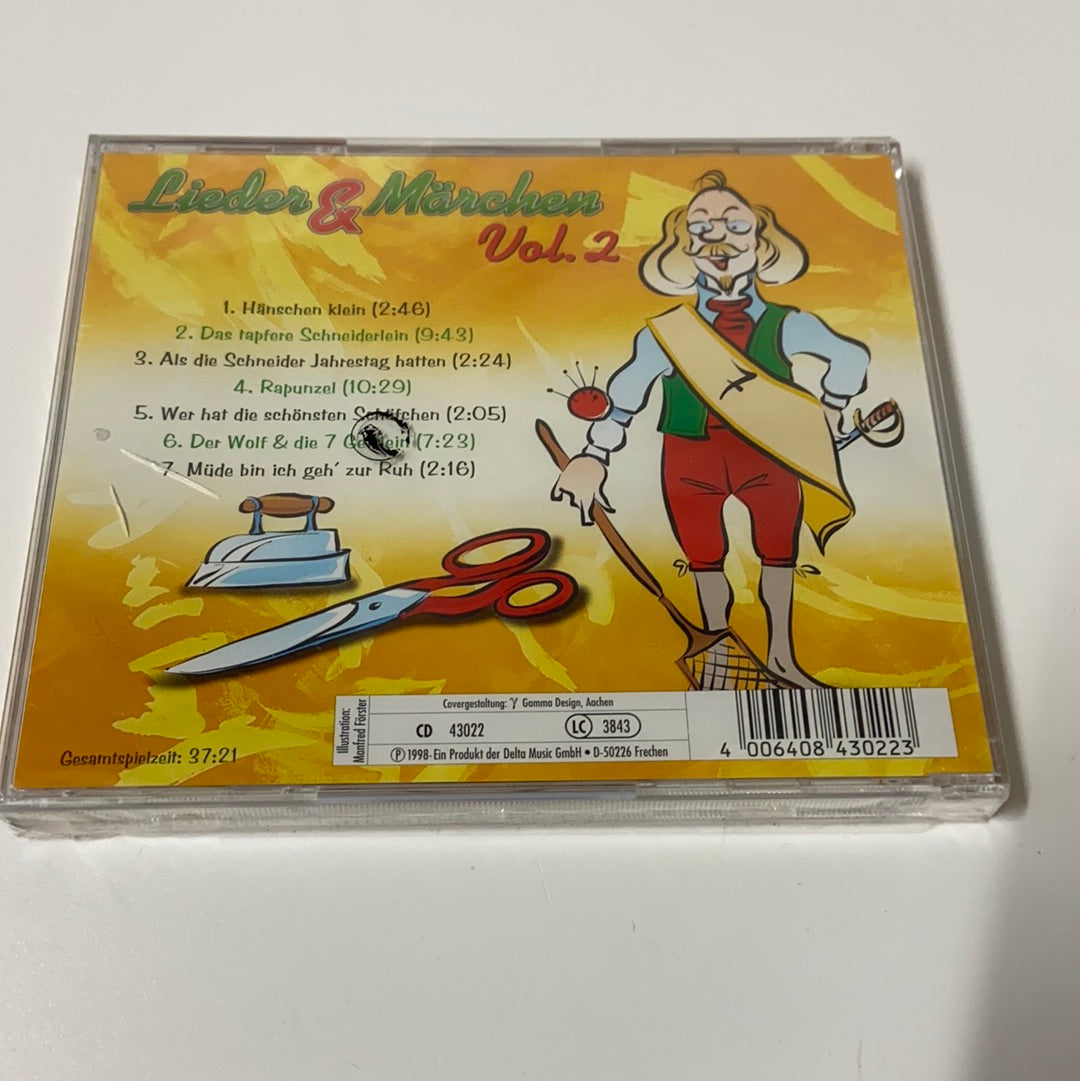 Lieder & Märchen
Vol. 2
1. Hänschen klein (2:46)
2. Das tapfere Schneiderlein (9:43)
3. Als die Schneider Jahrestag hatten (2:24)
4. Rapunzel (10:29)
5. Wer hat die schönsten Schäfchen (2:05)
6. Der Wolf & die 7 (7:23)
7. Müde bin ich geh' zur Ruh (2:16)
7
Gesamtspielzeit: 37:21
Illustration:
Manfred Förster
Covergestaltung: γ Gamma Design, Aachen
CD 43022
LC 3843
Ⓟ 1998 - Ein Produkt der Delta Music GmbH • D-50226 Frechen
4 006408 430223